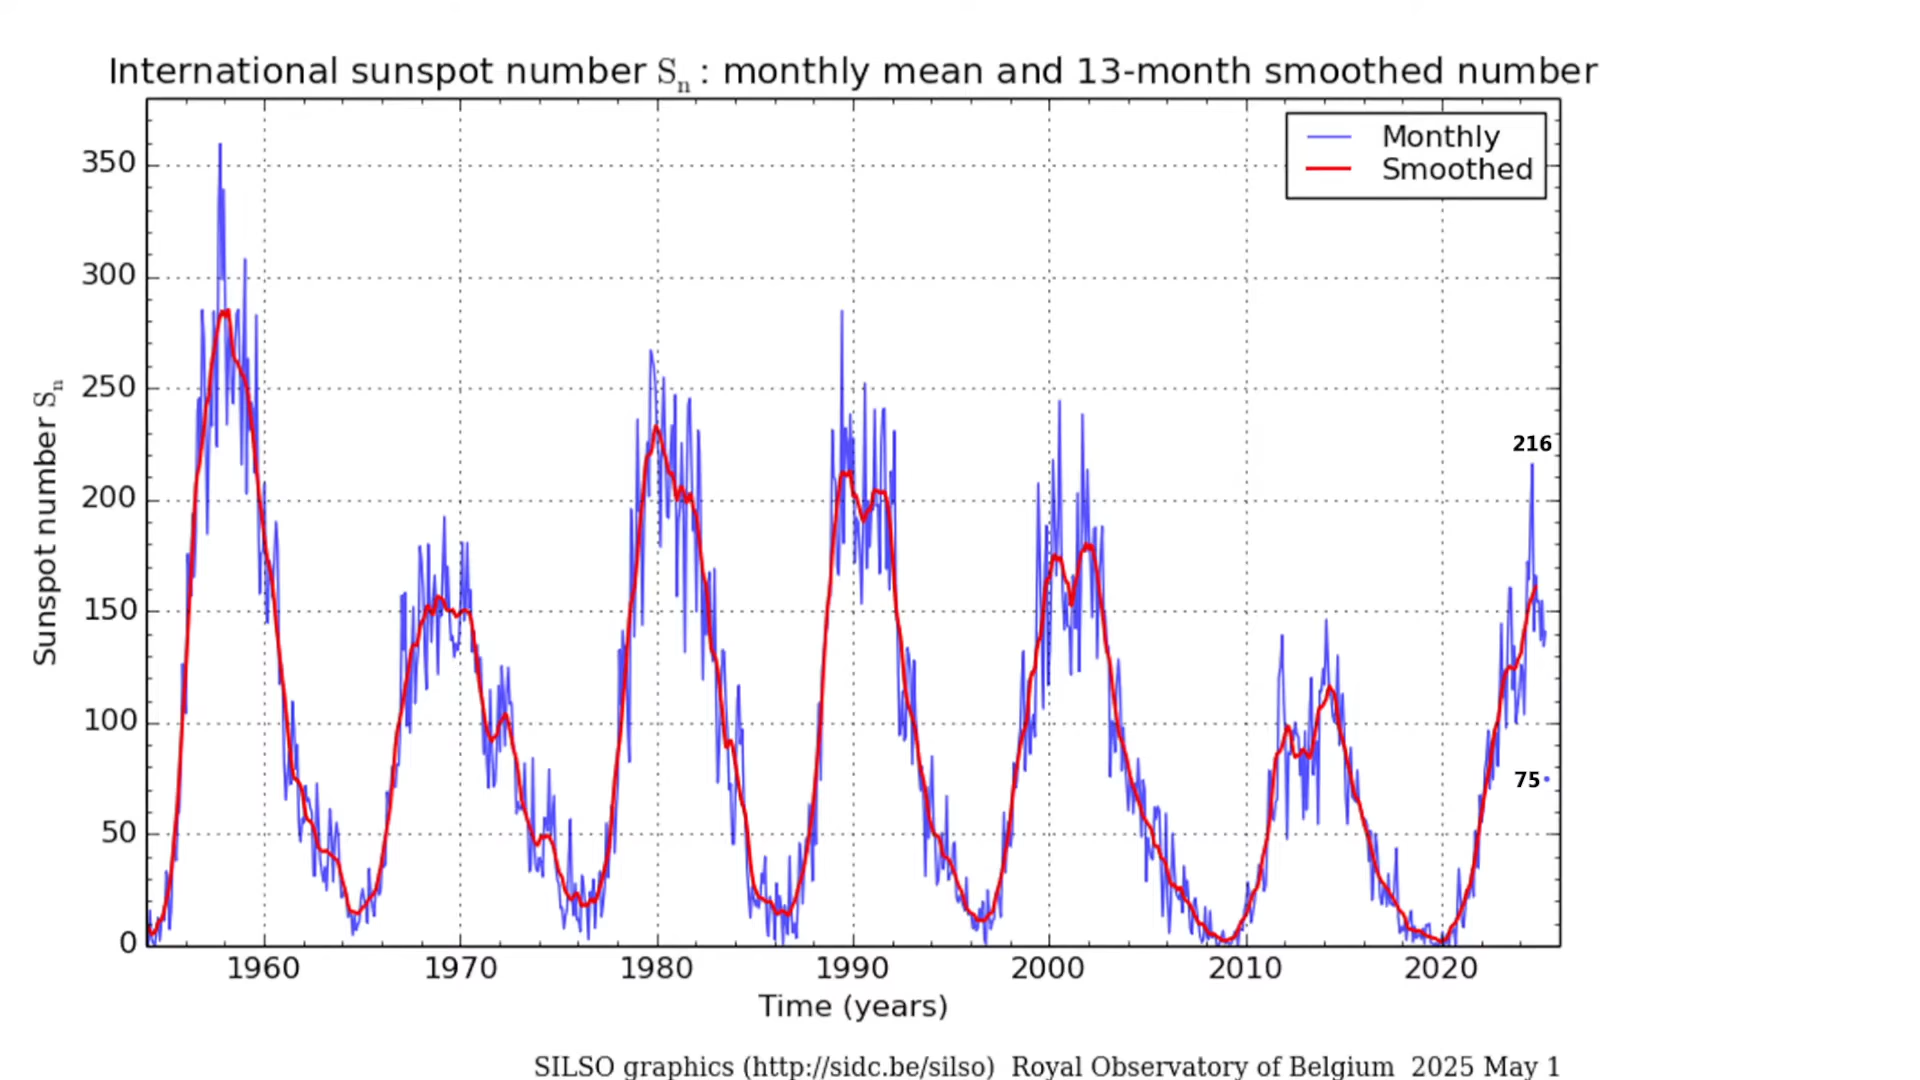 International sunspot number Sn : monthly mean and 13-month smoothed number
Monthly
Smoothed
350
300
250
200
150
100
50
0
Sunspot number Sn
216
75
1960 1970 1980 1990 2000 2010 2020
Time (years)
SILSO graphics (http://sidc.be/silso) Royal Observatory of Belgium 2025 May 1